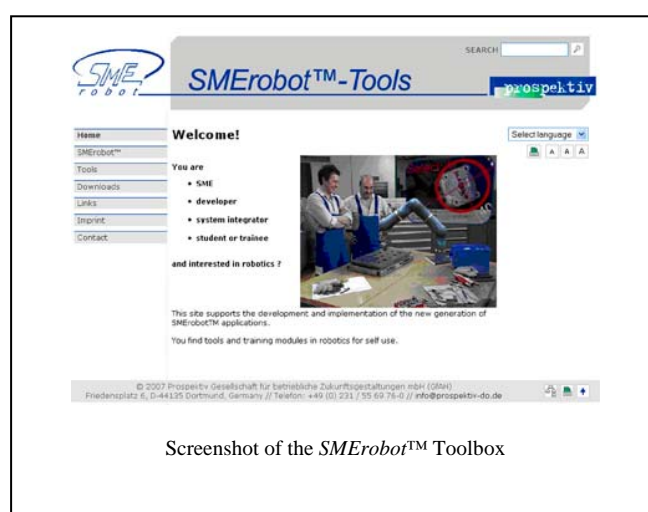 SEARCH
SME
robot
SMErobot™-Tools
prospektiv
Home
SMErobot™
Tools
Downloads
Links
Imprint
Contact
Welcome!
Select language
A A A
You are
• SME
• developer
• system integrator
• student or trainee
and interested in robotics ?
This site supports the development and implementation of the new generation of
SMErobotTM applications.
You find tools and training modules in robotics for self use.
© 2007 Prospektiv Gesellschaft für betriebliche Zukunftsgestaltungen mbH (GfAH)
Friedensplatz 6, D-44135 Dortmund, Germany // Telefon: +49 (0) 231 / 55 69 76-0 // info@prospektiv-do.de
Screenshot of the SMErobot™ Toolbox